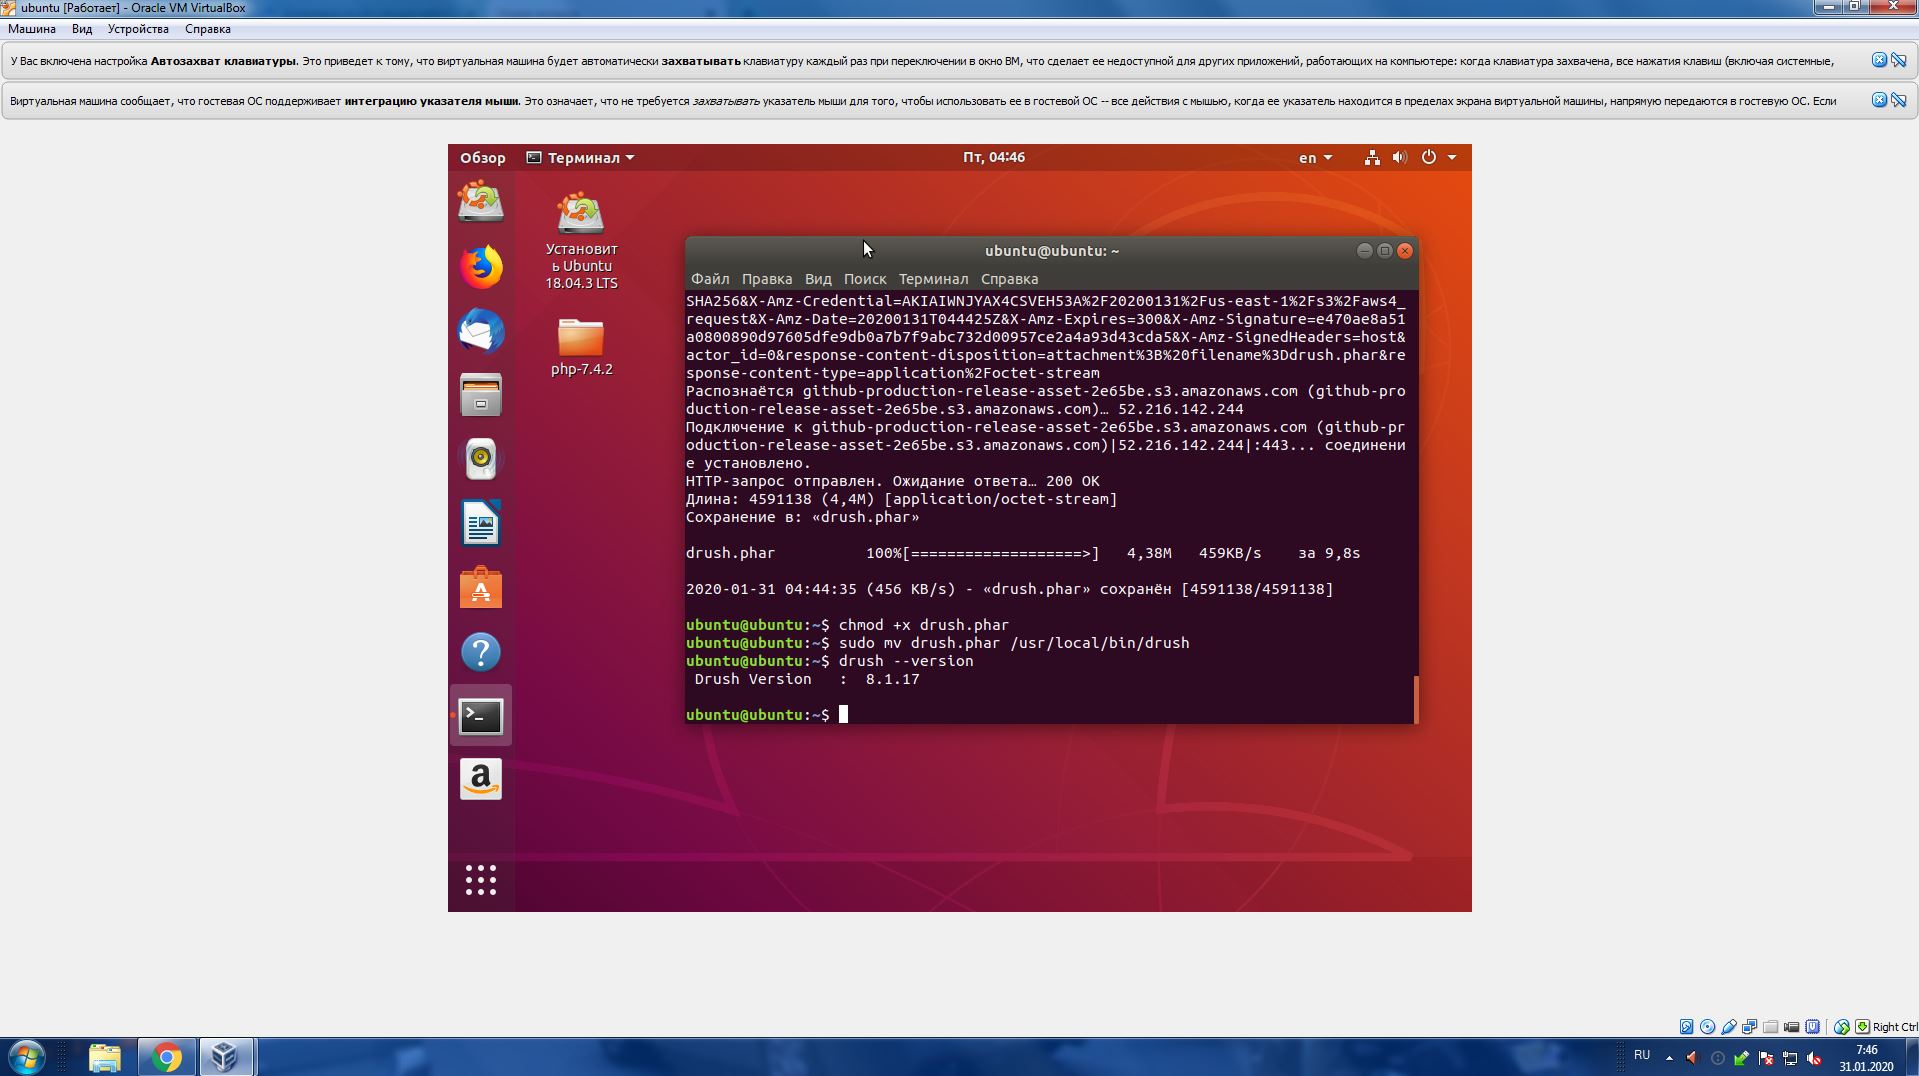 ubuntu [Работает] - Oracle VM VirtualBox
Машина Вид Устройства Справка
У Вас включена настройка Автозахват клавиатуры. Это приведет к тому, что виртуальная машина будет автоматически захватывать клавиатуру каждый раз при переключении в окно ВМ, что сделает ее недоступной для других приложений, работающих на компьютере: когда клавиатура захвачена, все нажатия клавиш (включая системные,
Виртуальная машина сообщает, что гостевая ОС поддерживает интеграцию указателя мыши. Это означает, что не требуется захватывать указатель мыши для того, чтобы использовать ее в гостевой ОС -- все действия с мышью, когда ее указатель находится в пределах экрана виртуальной машины, напрямую передаются в гостевую ОС. Если
Обзор Терминал Пт, 04:46 en
Установит
ь Ubuntu
18.04.3 LTS
php-7.4.2
ubuntu@ubuntu: ~
Файл Правка Вид Поиск Терминал Справка
SHA256&X-Amz-Credential=AKIAIWNJYAX4CSVEH53A%2F20200131%2Fus-east-1%2Fs3%2Faws4_
request&X-Amz-Date=20200131T044425Z&X-Amz-Expires=300&X-Amz-Signature=e470ae8a51
a0800890d97605dfe9db0a7b7f9abc732d00957ce2a4a93d43cda5&X-Amz-SignedHeaders=host&
actor_id=0&response-content-disposition=attachment%3B%20filename%3Ddrush.phar&re
sponse-content-type=application%2Foctet-stream
Распознаётся github-production-release-asset-2e65be.s3.amazonaws.com (github-pro
duction-release-asset-2e65be.s3.amazonaws.com)… 52.216.142.244
Подключение к github-production-release-asset-2e65be.s3.amazonaws.com (github-pr
oduction-release-asset-2e65be.s3.amazonaws.com)|52.216.142.244|:443... соединени
е установлено.
HTTP-запрос отправлен. Ожидание ответа… 200 OK
Длина: 4591138 (4,4M) [application/octet-stream]
Сохранение в: «drush.phar»
drush.phar 100%[===================>] 4,38M 459KB/s за 9,8s
2020-01-31 04:44:35 (456 KB/s) - «drush.phar» сохранён [4591138/4591138]
ubuntu@ubuntu:~$ chmod +x drush.phar
ubuntu@ubuntu:~$ sudo mv drush.phar /usr/local/bin/drush
ubuntu@ubuntu:~$ drush --version
Drush Version : 8.1.17
ubuntu@ubuntu:~$
Right Ctrl
RU
7:46
31.01.2020